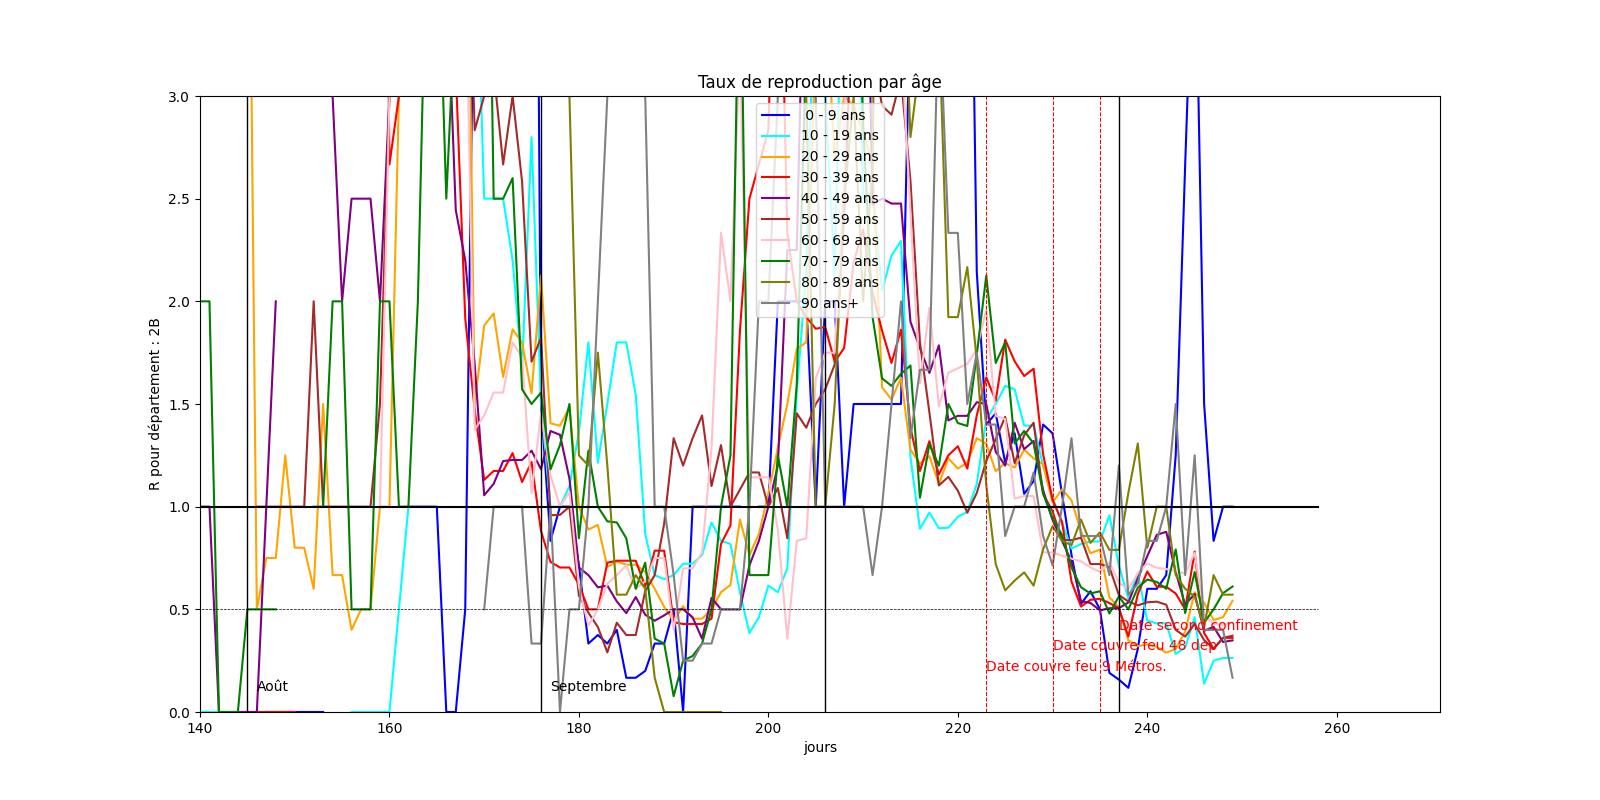 Taux de reproduction par âge
3.0
2.5
2.0
1.5
1.0
0.5
0.0
R pour département : 2B
0 - 9 ans
10 - 19 ans
20 - 29 ans
30 - 39 ans
40 - 49 ans
50 - 59 ans
60 - 69 ans
70 - 79 ans
80 - 89 ans
90 ans+
Date second confinement
Date couvre feu 48 dep.
Date couvre feu 9 Métros.
Août
Septembre
140
160
180
200
220
240
260
jours